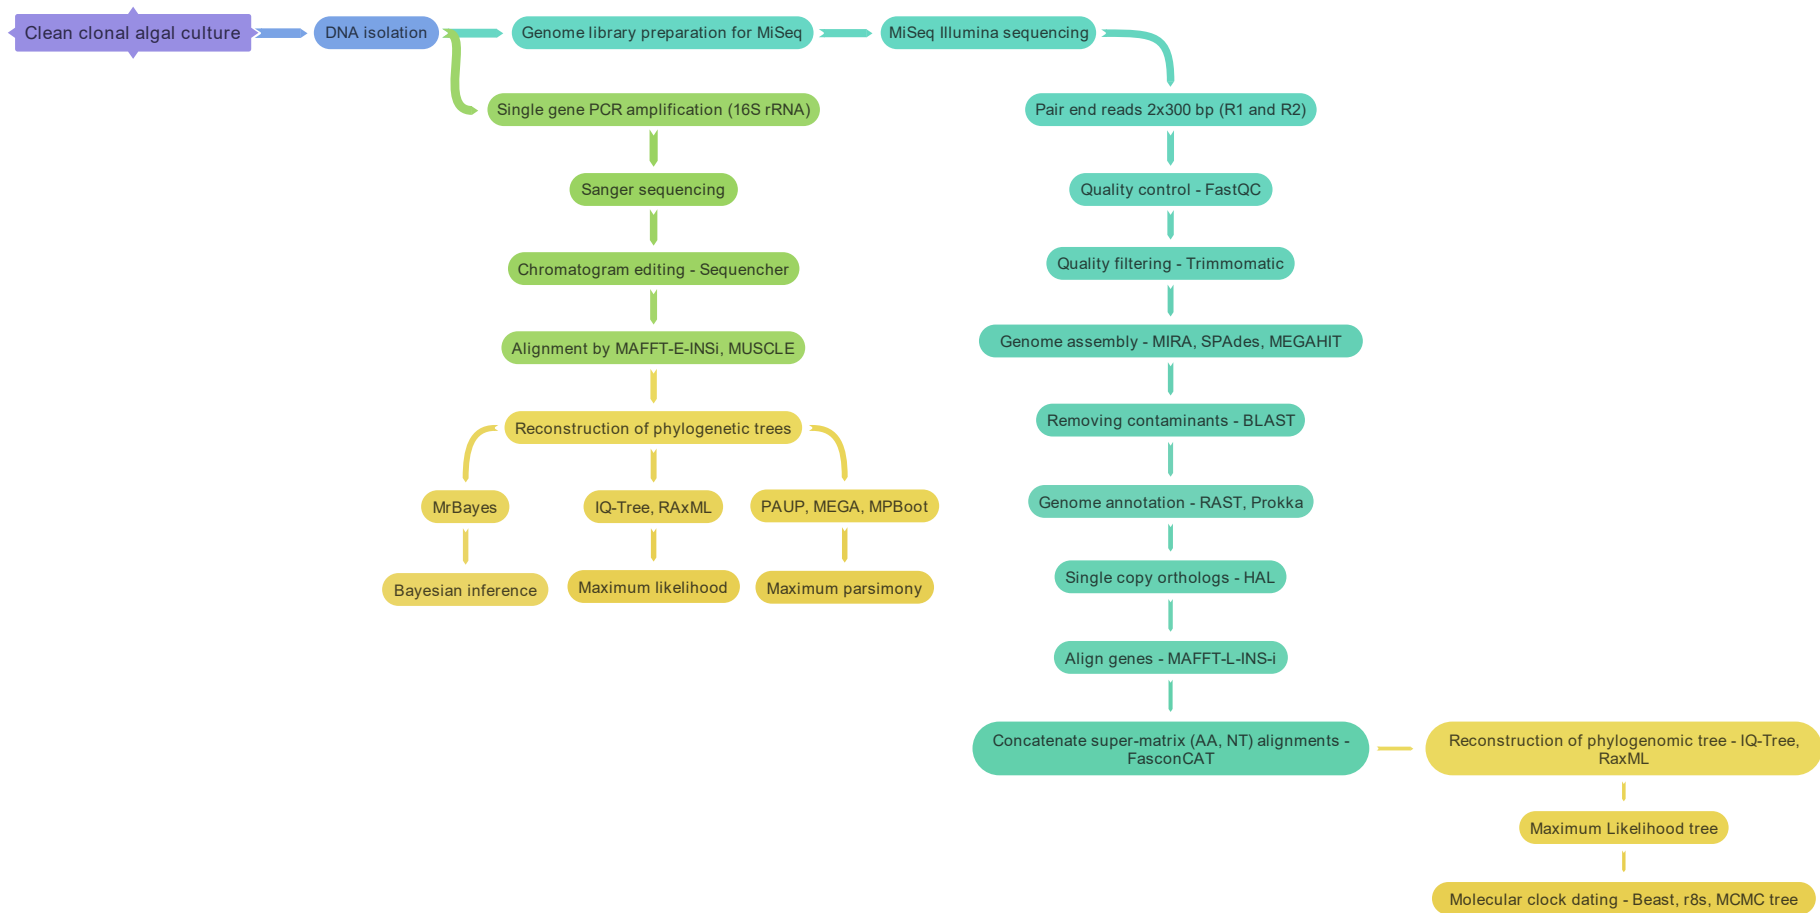 Clean clonal algal culture
DNA isolation
Genome library preparation for MiSeq
MiSeq Illumina sequencing
Single gene PCR amplification (16S rRNA)
Sanger sequencing
Chromatogram editing - Sequencher
Alignment by MAFFT-E-INSi, MUSCLE
Reconstruction of phylogenetic trees
MrBayes
IQ-Tree, RAxML
PAUP, MEGA, MPBoot
Bayesian inference
Maximum likelihood
Maximum parsimony
Pair end reads 2x300 bp (R1 and R2)
Quality control - FastQC
Quality filtering - Trimmomatic
Genome assembly - MIRA, SPAdes, MEGAHIT
Removing contaminants - BLAST
Genome annotation - RAST, Prokka
Single copy orthologs - HAL
Align genes - MAFFT-L-INS-i
Concatenate super-matrix (AA, NT) alignments -
FasconCAT
Reconstruction of phylogenomic tree - IQ-Tree,
RaxML
Maximum Likelihood tree
Molecular clock dating - Beast, r8s, MCMC tree